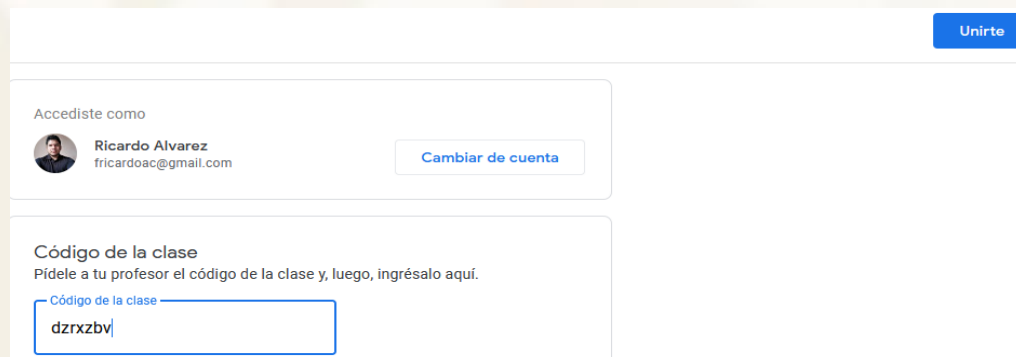 Unirte
Accediste como
Ricardo Alvarez
fricardoac@gmail.com
Cambiar de cuenta
Código de la clase
Pídele a tu profesor el código de la clase y, luego, ingrésalo aquí.
Código de la clase
dzrxzbv